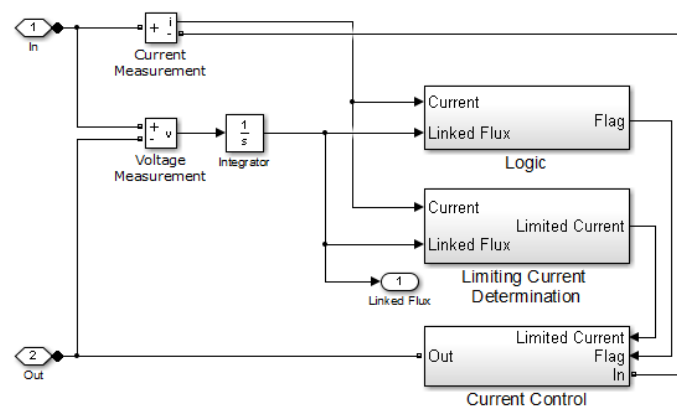 1
In
+ i
-
Current
Measurement
+
- v
Voltage
Measurement
1
s
Integrator
Current
Linked Flux
Flag
Logic
Current
Limited Current
Linked Flux
Limiting Current
Determination
1
Linked Flux
2
Out
Limited Current
Out
Flag
In
Current Control